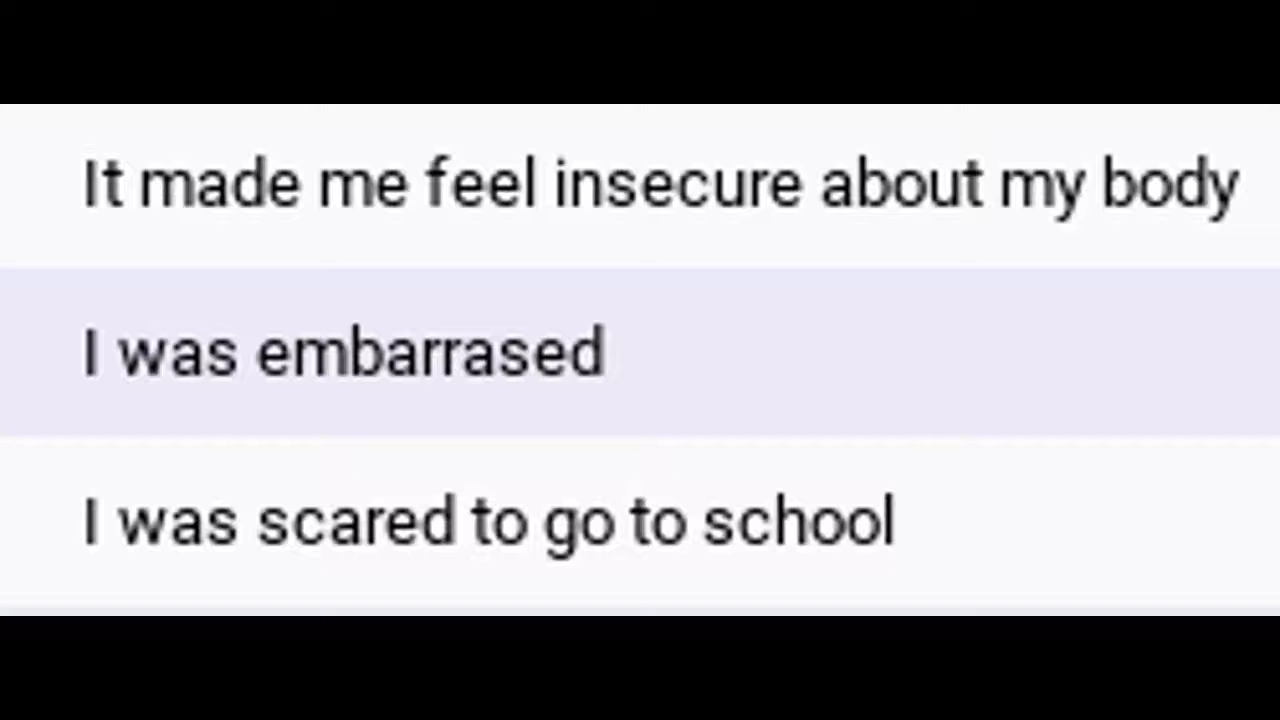 It made me feel insecure about my body
I was embarrased
I was scared to go to school